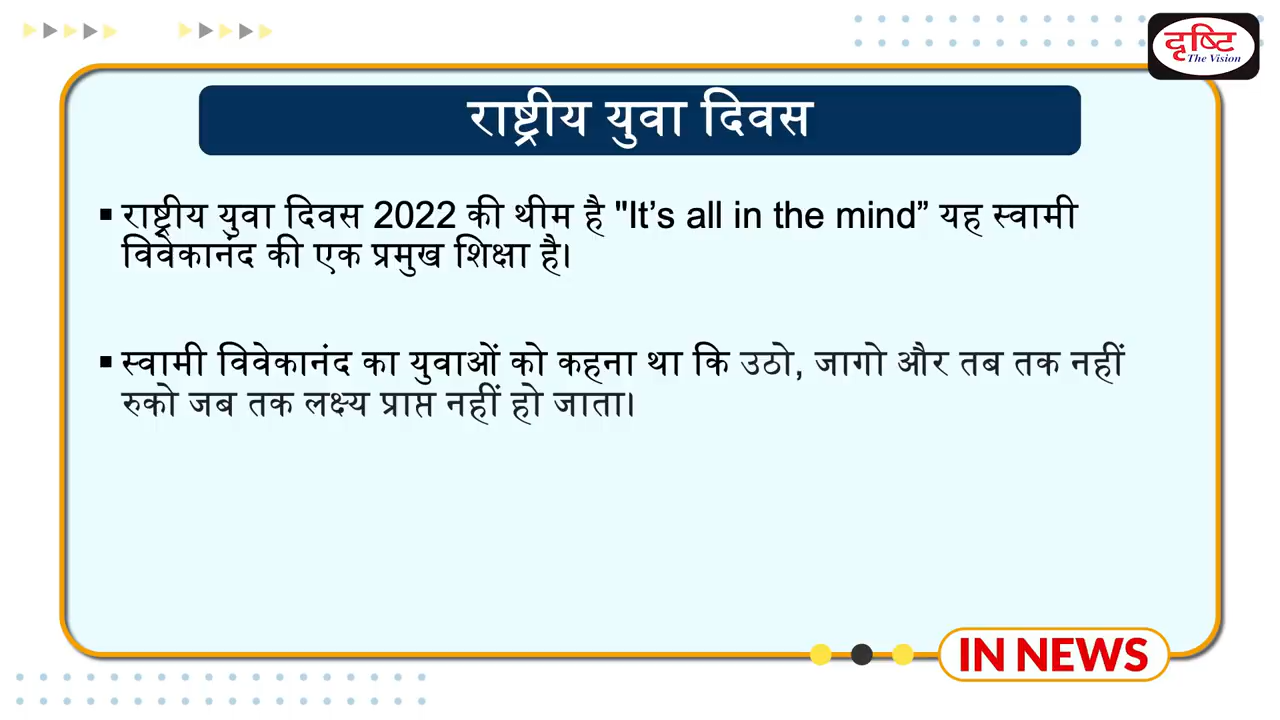 दृष्टि
The Vision
राष्ट्रीय युवा दिवस
▪ राष्ट्रीय युवा दिवस 2022 की थीम है "It’s all in the mind” यह स्वामी
विवेकानंद की एक प्रमुख शिक्षा है।
▪ स्वामी विवेकानंद का युवाओं को कहना था कि उठो, जागो और तब तक नहीं
रुको जब तक लक्ष्य प्राप्त नहीं हो जाता।
IN NEWS